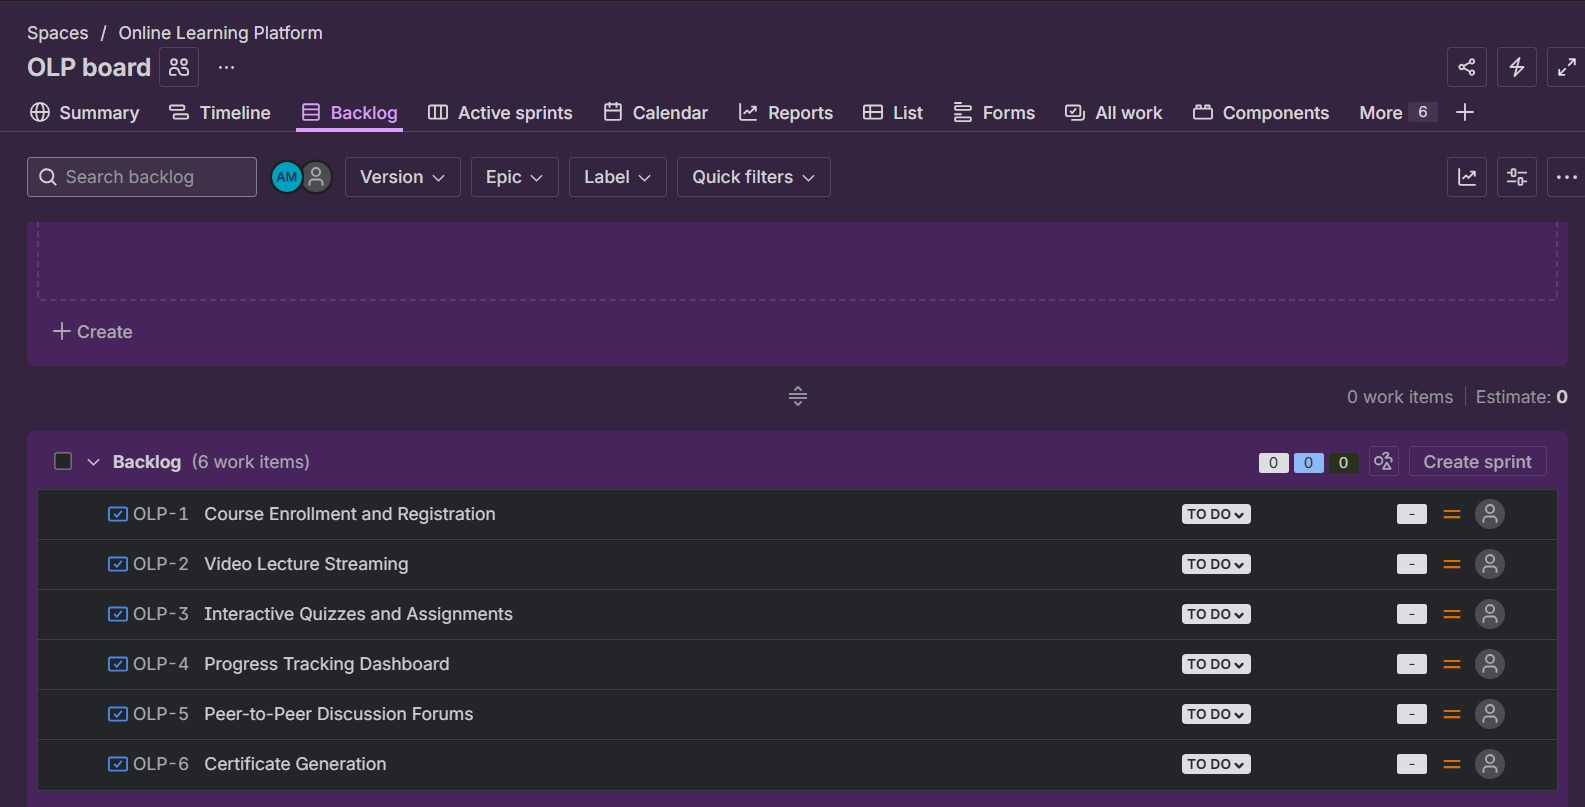 Spaces / Online Learning Platform
OLP board
Summary Timeline Backlog Active sprints Calendar Reports List Forms All work Components More 6
Search backlog AM Version Epic Label Quick filters
Create
0 work items Estimate: 0
Backlog (6 work items) 0 0 0 Create sprint
OLP-1 Course Enrollment and Registration TO DO -
OLP-2 Video Lecture Streaming TO DO -
OLP-3 Interactive Quizzes and Assignments TO DO -
OLP-4 Progress Tracking Dashboard TO DO -
OLP-5 Peer-to-Peer Discussion Forums TO DO -
OLP-6 Certificate Generation TO DO -